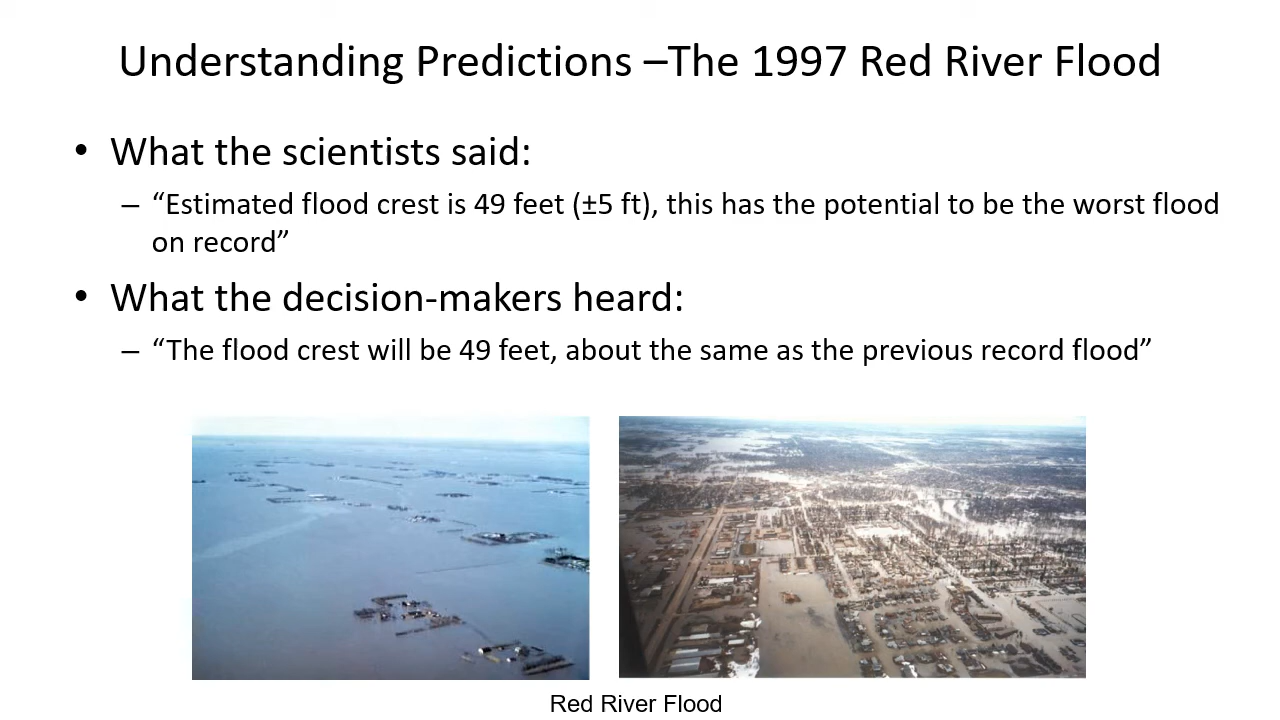 Understanding Predictions –The 1997 Red River Flood
• What the scientists said:
– “Estimated flood crest is 49 feet (±5 ft), this has the potential to be the worst flood
on record”
• What the decision-makers heard:
– “The flood crest will be 49 feet, about the same as the previous record flood”
Red River Flood